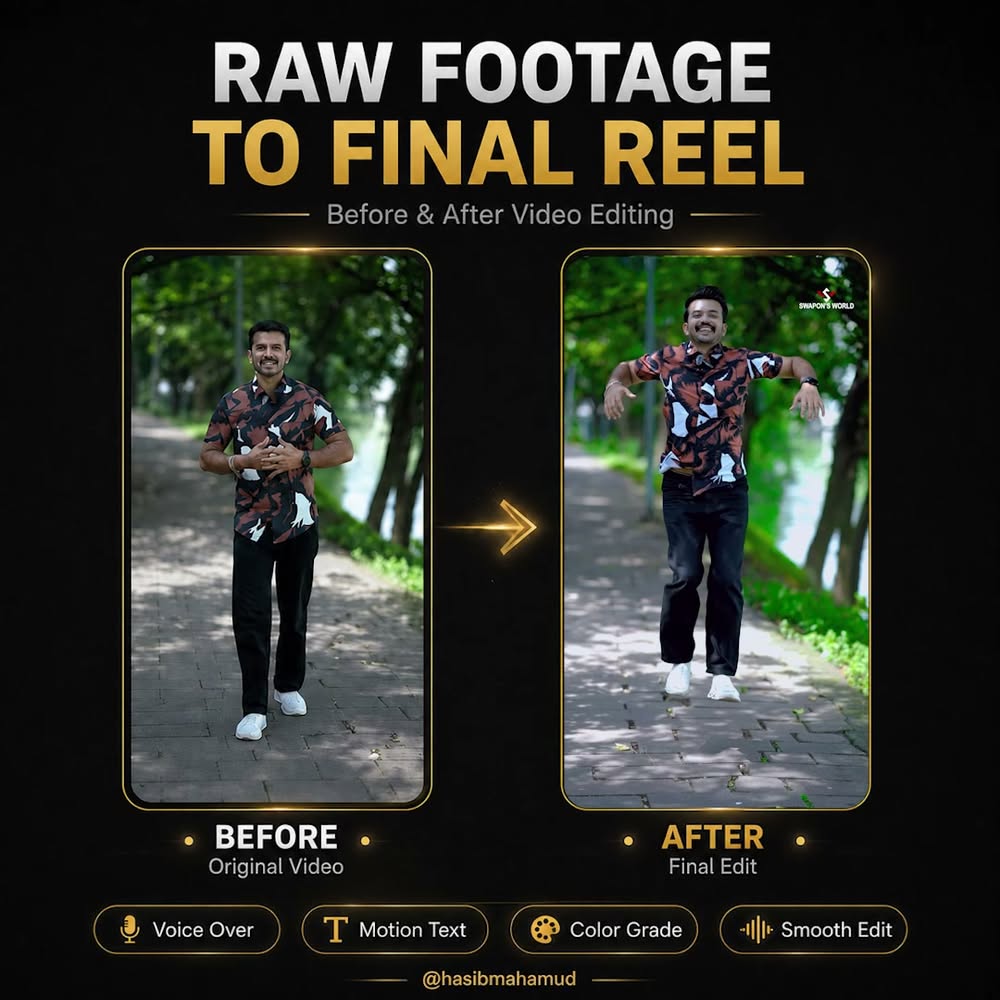 RAW FOOTAGE
TO FINAL REEL
Before & After Video Editing
SWAPON'S WORLD
BEFORE
Original Video
AFTER
Final Edit
Voice Over
Motion Text
Color Grade
Smooth Edit
@hasibmahamud